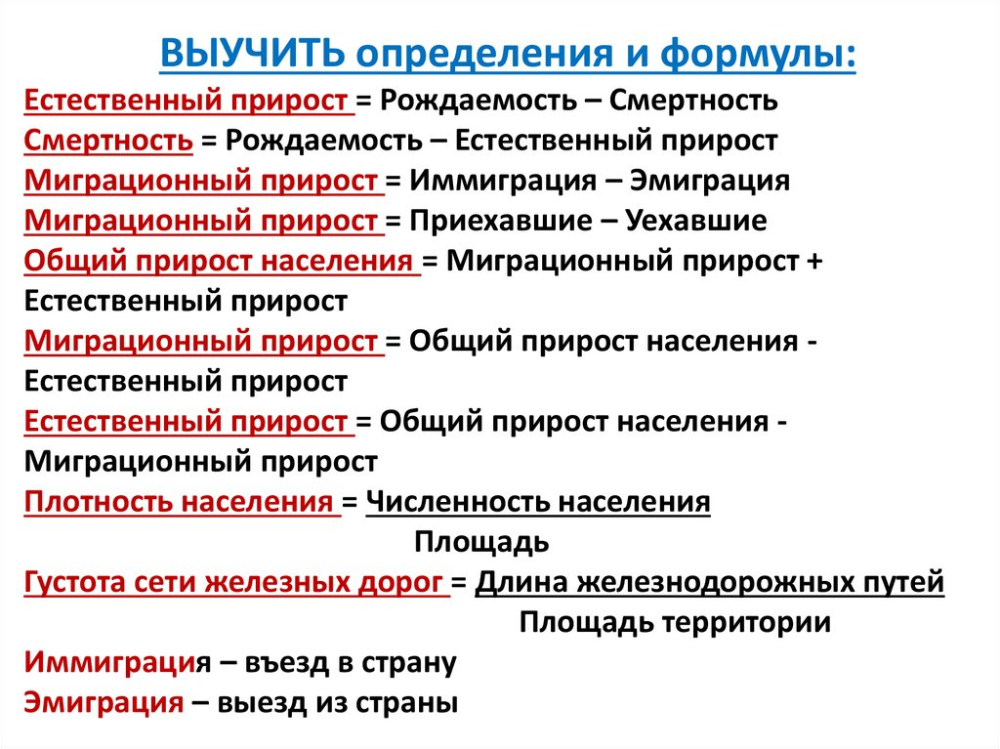 ВЫУЧИТЬ определения и формулы:
Естественный прирост = Рождаемость – Смертность
Смертность = Рождаемость – Естественный прирост
Миграционный прирост = Иммиграция – Эмиграция
Миграционный прирост = Приехавшие – Уехавшие
Общий прирост населения = Миграционный прирост +
Естественный прирост
Миграционный прирост = Общий прирост населения -
Естественный прирост
Естественный прирост = Общий прирост населения -
Миграционный прирост
Плотность населения = Численность населения
Площадь
Густота сети железных дорог = Длина железнодорожных путей
Площадь территории
Иммиграция – въезд в страну
Эмиграция – выезд из страны